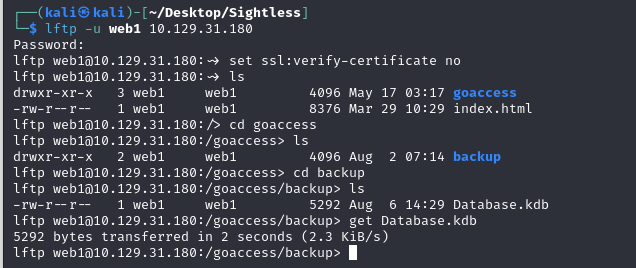 ┌──(kali㉿kali)-[~/Desktop/Sightless]
└─$ lftp -u web1 10.129.31.180
Password:
lftp web1@10.129.31.180:~> set ssl:verify-certificate no
lftp web1@10.129.31.180:~> ls
drwxr-xr-x   3 web1     web1         4096 May 17 03:17 goaccess
-rw-r--r--   1 web1     web1         8376 Mar 29 10:29 index.html
lftp web1@10.129.31.180:/> cd goaccess
lftp web1@10.129.31.180:/goaccess> ls
drwxr-xr-x   2 web1     web1         4096 Aug  2 07:14 backup
lftp web1@10.129.31.180:/goaccess> cd backup
lftp web1@10.129.31.180:/goaccess/backup> ls
-rw-r--r--   1 web1     web1         5292 Aug  6 14:29 Database.kdb
lftp web1@10.129.31.180:/goaccess/backup> get Database.kdb
5292 bytes transferred in 2 seconds (2.3 KiB/s)
lftp web1@10.129.31.180:/goaccess/backup>